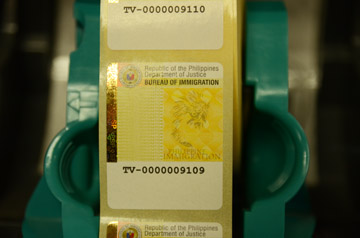 TV-0000009110
Republic of the Philippines
Department of Justice
BUREAU OF IMMIGRATION
IMMIGRATION
TV-0000009109
Republic of the Philippines
Department of Justice